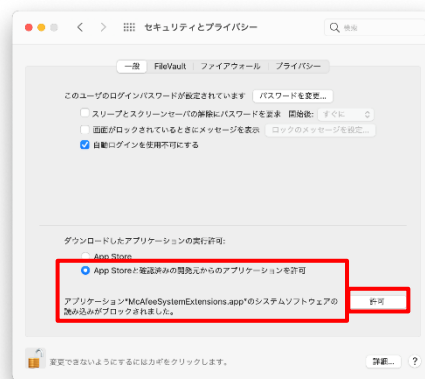 セキュリティとプライバシー
検索
一般 FileVault ファイアウォール プライバシー
このユーザのログインパスワードが設定されています パスワードを変更...
スリープとスクリーンセーバの解除にパスワードを要求 開始後: すぐに
画面がロックされているときにメッセージを表示 ロックのメッセージを設定...
自動ログインを使用不可にする
ダウンロードしたアプリケーションの実行許可:
App Store
App Storeと確認済みの開発元からのアプリケーションを許可
アプリケーション"McAfeeSystemExtensions.app"のシステムソフトウェアの
読み込みがブロックされました。
許可
変更できないようにするにはカギをクリックします。
詳細... ?